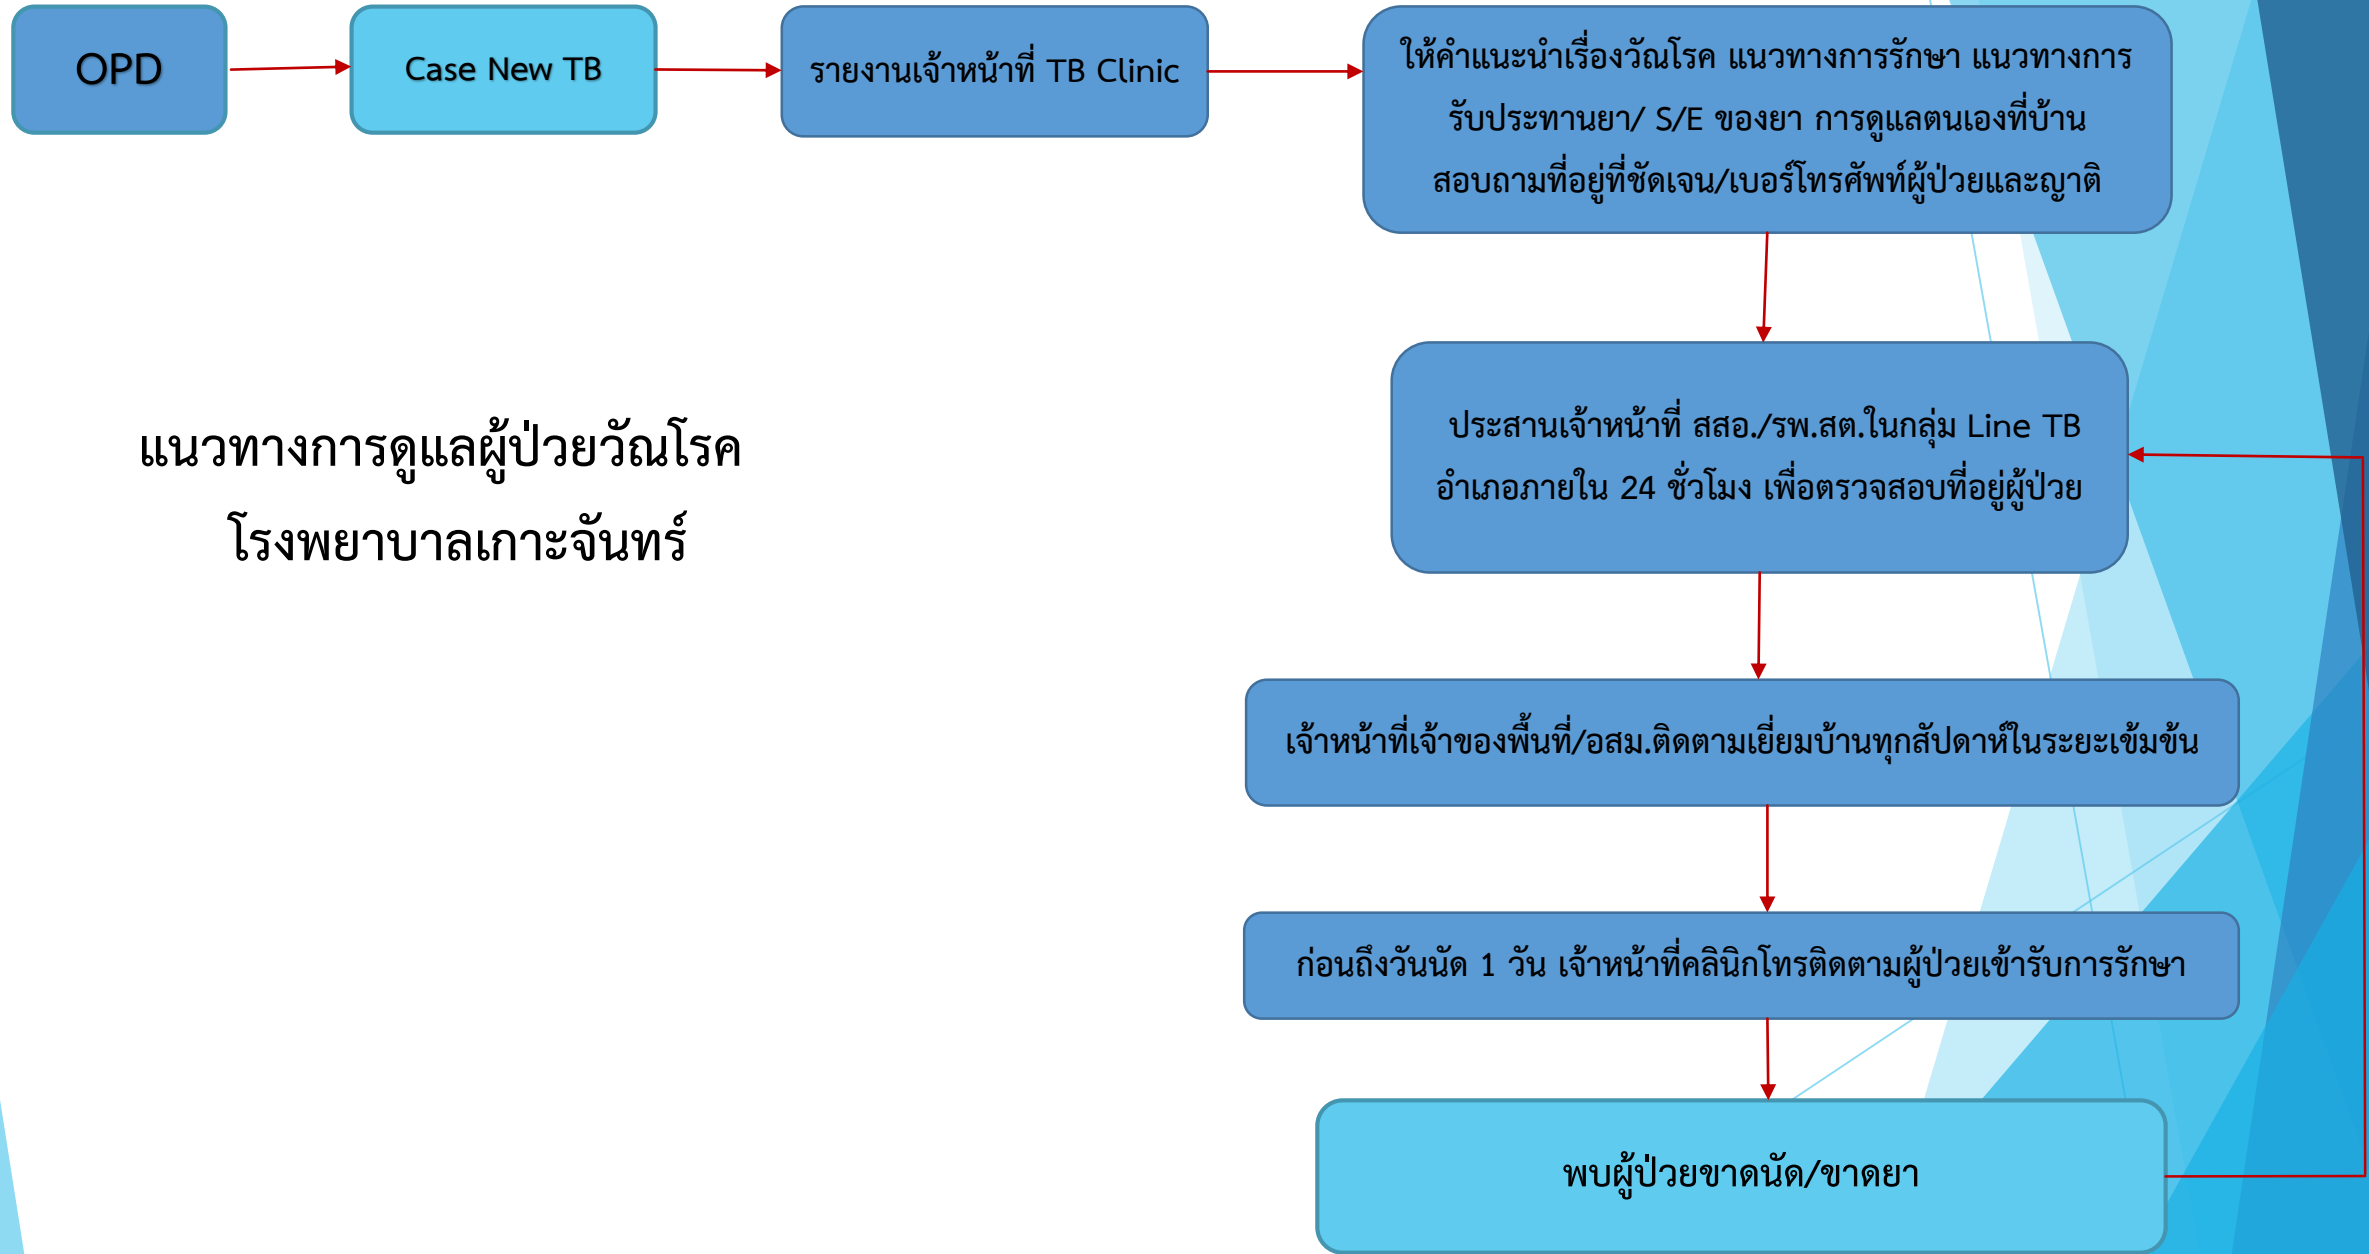 OPD
Case New TB
รายงานเจ้าหน้าที่ TB Clinic
ให้คำแนะนำเรื่องวัณโรค แนวทางการรักษา แนวทางการ
รับประทานยา/ S/E ของยา การดูแลตนเองที่บ้าน
สอบถามที่อยู่ที่ชัดเจน/เบอร์โทรศัพท์ผู้ป่วยและญาติ
แนวทางการดูแลผู้ป่วยวัณโรค
โรงพยาบาลเกาะจันทร์
ประสานเจ้าหน้าที่ สสอ./รพ.สต.ในกลุ่ม Line TB
อำเภอภายใน 24 ชั่วโมง เพื่อตรวจสอบที่อยู่ผู้ป่วย
เจ้าหน้าที่เจ้าของพื้นที่/อสม.ติดตามเยี่ยมบ้านทุกสัปดาห์ในระยะเข้มข้น
ก่อนถึงวันนัด 1 วัน เจ้าหน้าที่คลินิกโทรติดตามผู้ป่วยเข้ารับการรักษา
พบผู้ป่วยขาดนัด/ขาดยา